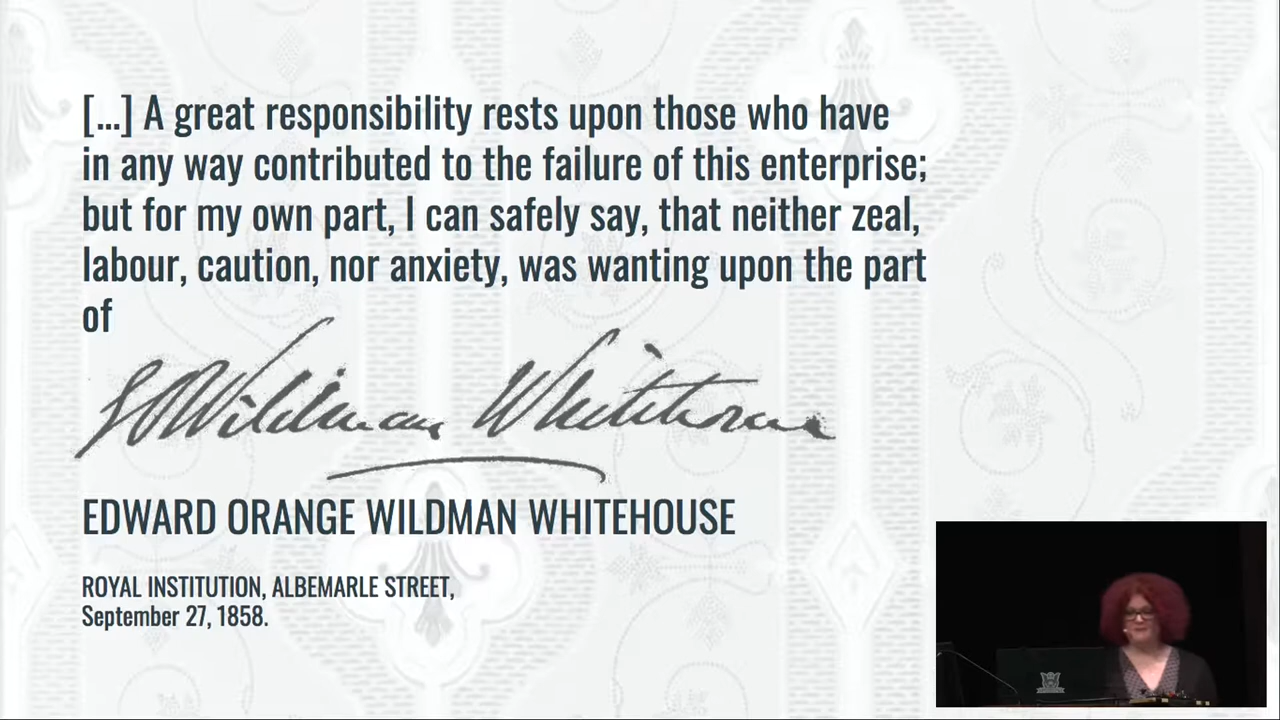 [...] A great responsibility rests upon those who have
in any way contributed to the failure of this enterprise;
but for my own part, I can safely say, that neither zeal,
labour, caution, nor anxiety, was wanting upon the part
of
EOWildman Whitehouse
EDWARD ORANGE WILDMAN WHITEHOUSE
ROYAL INSTITUTION, ALBEMARLE STREET,
September 27, 1858.